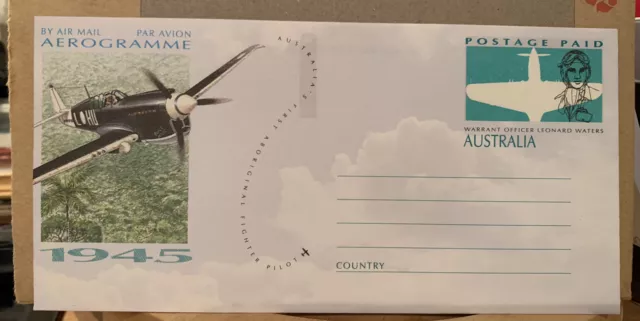 BY AIR MAIL PAR AVION
AEROGRAMME
HU
1945
AUSTRALIA'S FIRST ABORIGINAL FIGHTER PILOT
POSTAGE PAID
WARRANT OFFICER LEONARD WATERS
AUSTRALIA
COUNTRY